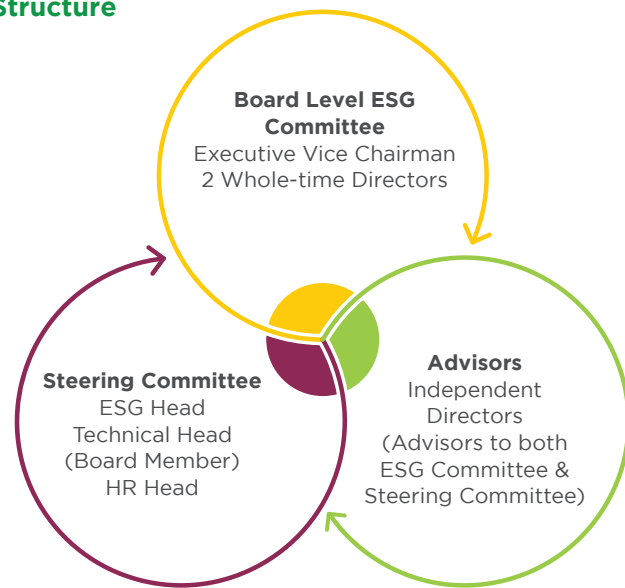 Structure
Board Level ESG
Committee
Executive Vice Chairman
2 Whole-time Directors
Steering Committee
ESG Head
Technical Head
(Board Member)
HR Head
Advisors
Independent
Directors
(Advisors to both
ESG Committee &
Steering Committee)